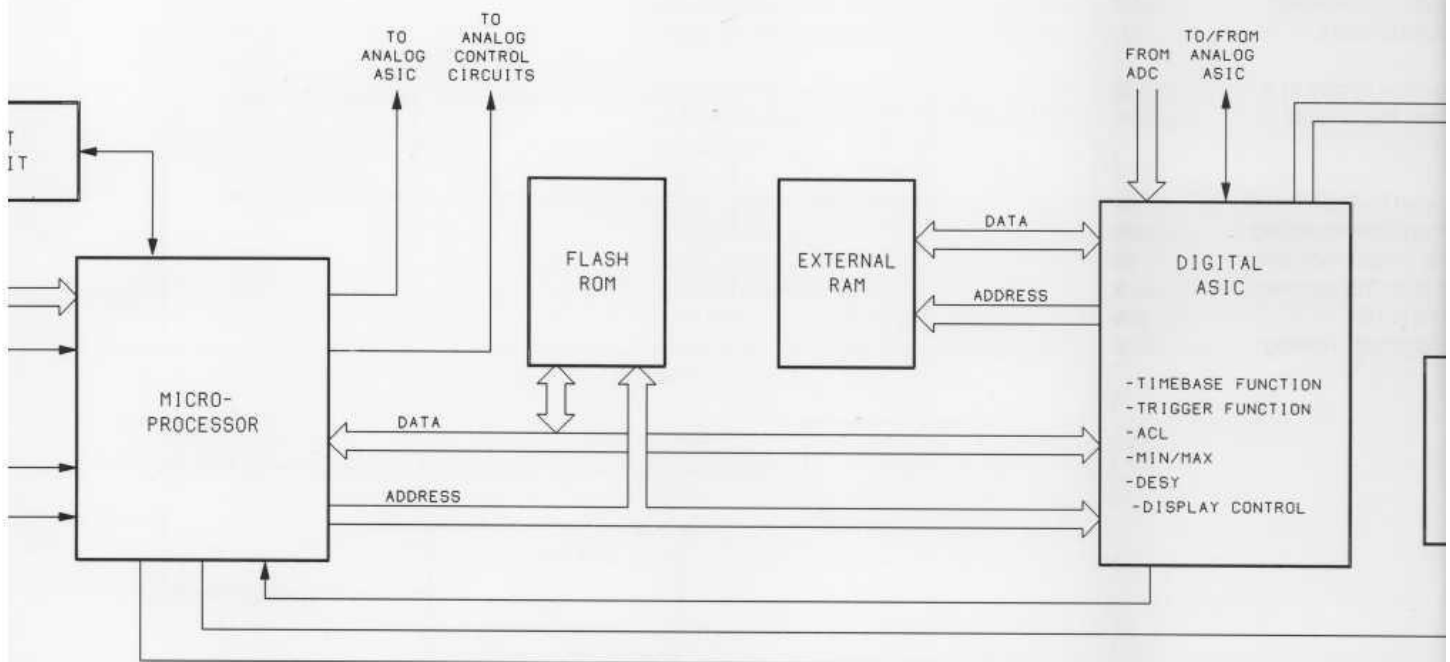 TO
ANALOG
ASIC
TO
ANALOG
CONTROL
CIRCUITS
FROM
ADC
TO/FROM
ANALOG
ASIC
T
IT
MICRO-
PROCESSOR
FLASH
ROM
EXTERNAL
RAM
DATA
ADDRESS
DIGITAL
ASIC
-TIMEBASE FUNCTION
-TRIGGER FUNCTION
-ACL
-MIN/MAX
-DESY
-DISPLAY CONTROL
DATA
ADDRESS